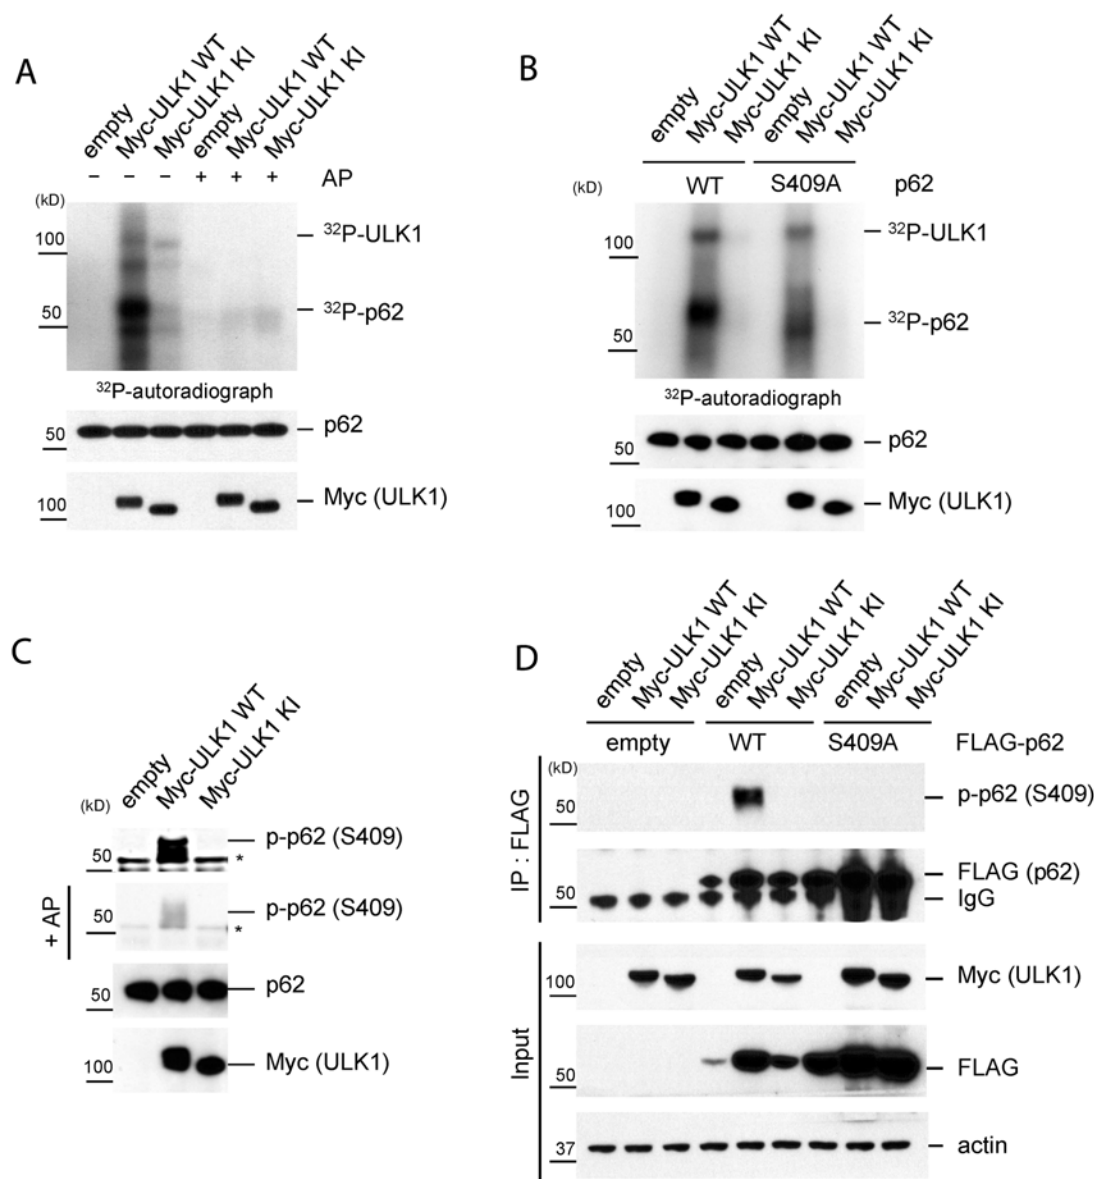 A
empty
Myc-ULK1 WT
Myc-ULK1 KI
empty
Myc-ULK1 WT
Myc-ULK1 KI
– – – + + + AP
(kD)
100
32P-ULK1
50
32P-p62
32P-autoradiograph
50
p62
100
Myc (ULK1)
B
empty
Myc-ULK1 WT
Myc-ULK1 KI
empty
Myc-ULK1 WT
Myc-ULK1 KI
(kD) WT S409A p62
32P-ULK1
100
32P-p62
50
32P-autoradiograph
p62
50
Myc (ULK1)
100
C
empty
Myc-ULK1 WT
Myc-ULK1 KI
(kD)
p-p62 (S409)
50 *
+ AP
p-p62 (S409)
50 *
p62
50
Myc (ULK1)
100
D
empty
Myc-ULK1 WT
Myc-ULK1 KI
empty
Myc-ULK1 WT
Myc-ULK1 KI
empty
Myc-ULK1 WT
Myc-ULK1 KI
empty WT S409A FLAG-p62
IP : FLAG
(kD)
p-p62 (S409)
50
FLAG (p62)
50 IgG
Input
Myc (ULK1)
100
FLAG
50
actin
37